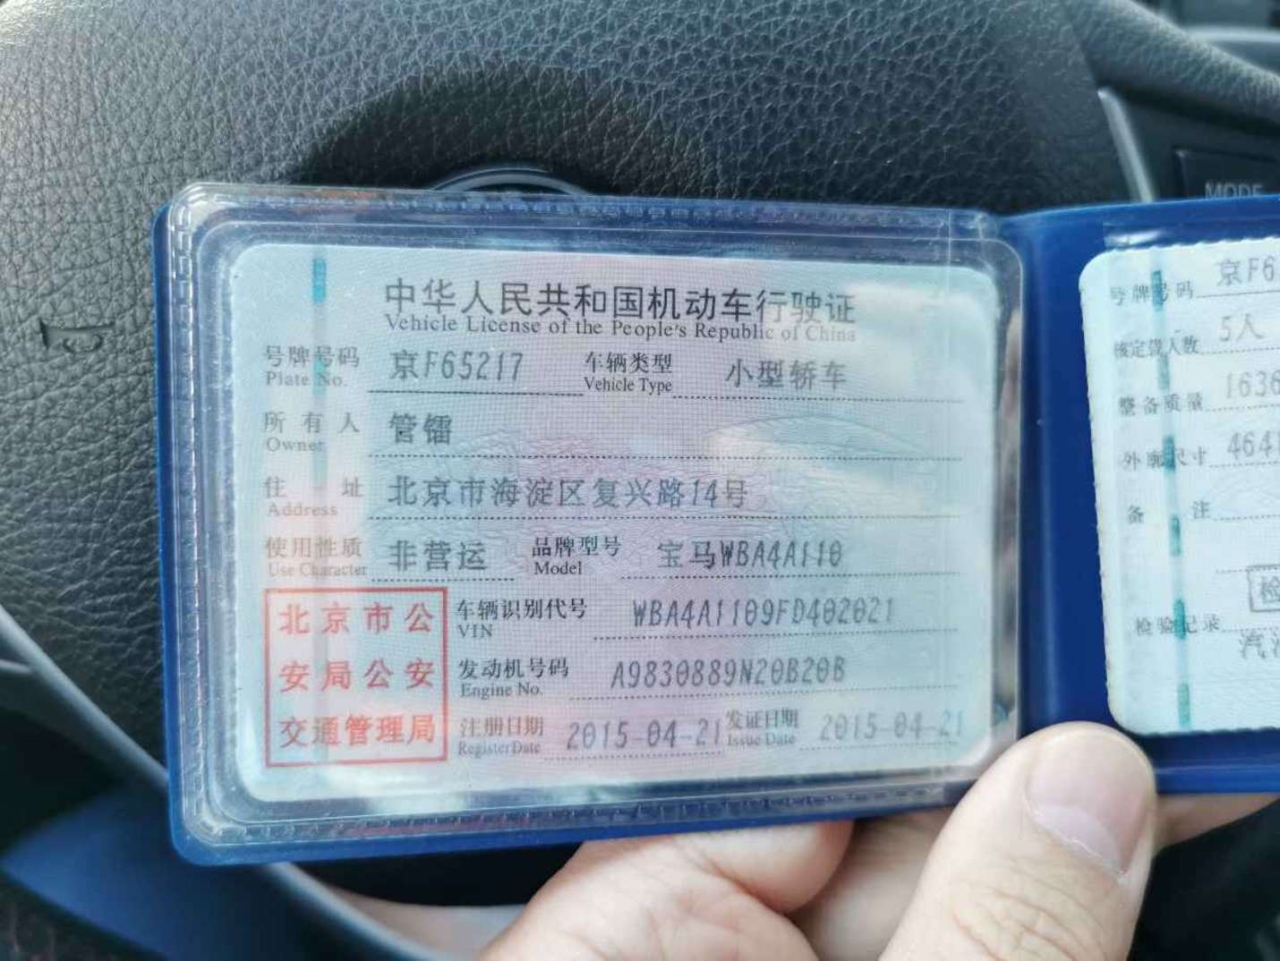 MODE
中华人民共和国机动车行驶证
Vehicle License of the People's Republic of China
号牌号码 京F65217 车辆类型 小型轿车
Plate No. Vehicle Type
所有人 管镭
Owner
住址 北京市海淀区复兴路14号
Address
使用性质 非营运 品牌型号 宝马WBA4A110
Use Character Model
北京市公安局公安交通管理局
车辆识别代号 WBA4A1109FD402021
VIN
发动机号码 A9830889N20B20B
Engine No.
注册日期 2015-04-21 发证日期 2015-04-21
Register Date Issue Date
号牌号码 京F6
核定载人数 5人
整备质量 1636
外廓尺寸 464
备注
检验记录
检